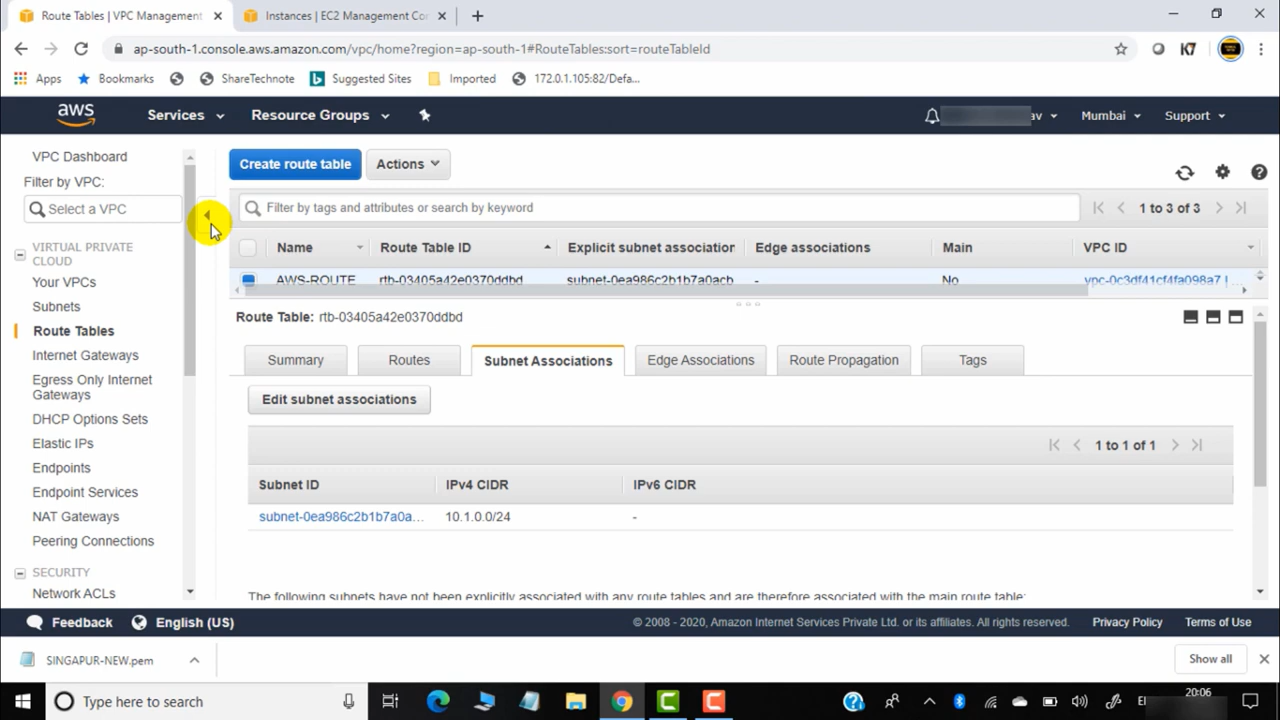 Route Tables | VPC Management
Instances | EC2 Management Con
ap-south-1.console.aws.amazon.com/vpc/home?region=ap-south-1#RouteTables:sort=routeTableId
K7
Apps
Bookmarks
ShareTechnote
Suggested Sites
Imported
172.0.1.105:82/Defa...
aws
Services
Resource Groups
av
Mumbai
Support
VPC Dashboard
Filter by VPC:
Select a VPC
VIRTUAL PRIVATE
CLOUD
Your VPCs
Subnets
Route Tables
Internet Gateways
Egress Only Internet
Gateways
DHCP Options Sets
Elastic IPs
Endpoints
Endpoint Services
NAT Gateways
Peering Connections
SECURITY
Network ACLs
Create route table
Actions
Filter by tags and attributes or search by keyword
1 to 3 of 3
Name
Route Table ID
Explicit subnet association
Edge associations
Main
VPC ID
AWS-ROUTE
rtb-03405a42e0370ddbd
subnet-0ea986c2b1b7a0acb
-
No
vpc-0c3df41cf4fa098a7 | ...
Route Table: rtb-03405a42e0370ddbd
Summary
Routes
Subnet Associations
Edge Associations
Route Propagation
Tags
Edit subnet associations
1 to 1 of 1
Subnet ID
IPv4 CIDR
IPv6 CIDR
subnet-0ea986c2b1b7a0a...
10.1.0.0/24
-
The following subnets have not been explicitly associated with any route tables and are therefore associated with the main route table:
Feedback
English (US)
© 2008 - 2020, Amazon Internet Services Private Ltd. or its affiliates. All rights reserved.
Privacy Policy
Terms of Use
SINGAPUR-NEW.pem
Show all
Type here to search
20:06